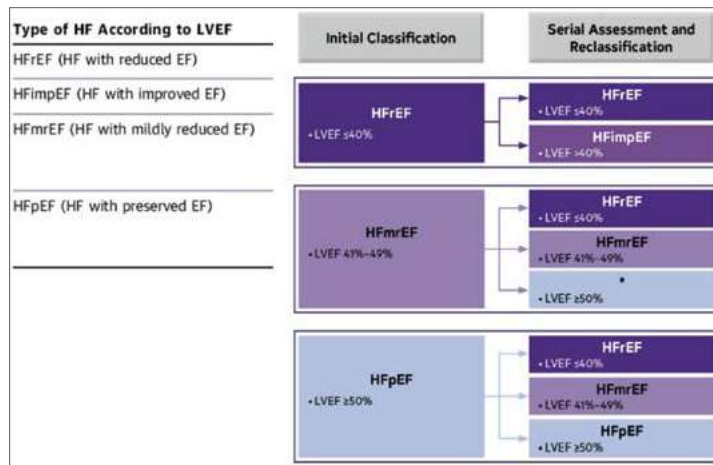 Type of HF According to LVEF
HFrEF (HF with reduced EF)
HFimpEF (HF with improved EF)
HFmrEF (HF with mildly reduced EF)
HFpEF (HF with preserved EF)
Initial Classification
Serial Assessment and
Reclassification
HFrEF
• LVEF ≤40%
HFrEF
• LVEF ≤40%
HFimpEF
• LVEF >40%
HFmrEF
• LVEF 41%–49%
HFrEF
• LVEF ≤40%
HFmrEF
• LVEF 41%–49%
*
• LVEF ≥50%
HFpEF
• LVEF ≥50%
HFrEF
• LVEF ≤40%
HFmrEF
• LVEF 41%–49%
HFpEF
• LVEF ≥50%